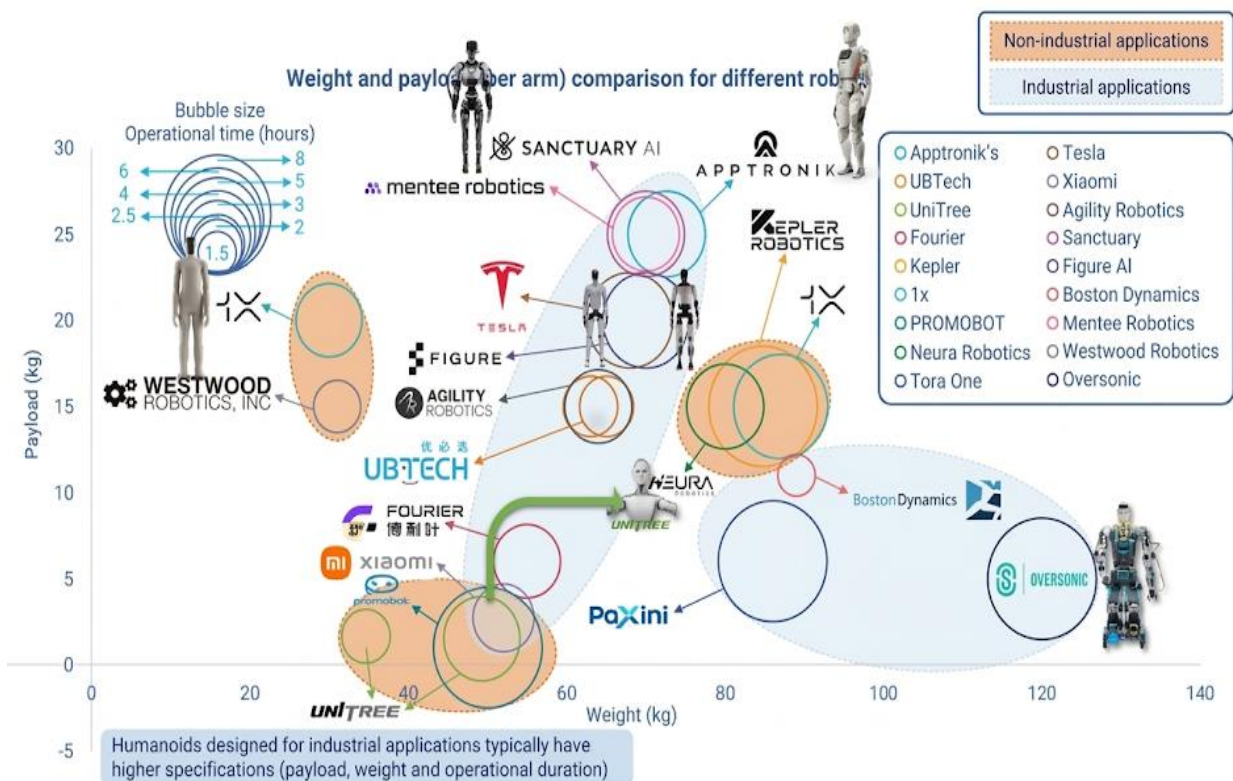 Non-industrial applications
Industrial applications
Weight and payload (per arm) comparison for different rob
Bubble size
Operational time (hours)
8
6
5
4
3
2.5
2
1.5
SANCTUARY AI
mentee robotics
APPTRONIK
KEPLER
ROBOTICS
TESLA
1X
1X
FIGURE
WESTWOOD
ROBOTICS, INC
AGILITY
ROBOTICS
优必选
UBTECH
NEURA
ROBOTICS
UNITREE
FOURIER
傅利叶
mi
xiaomi
promobot
Boston Dynamics
OVERSONIC
PaXini
UNITREE
Apptronik's
UBTech
UniTree
Fourier
Kepler
1x
PROMOBOT
Neura Robotics
Tora One
Tesla
Xiaomi
Agility Robotics
Sanctuary
Figure AI
Boston Dynamics
Mentee Robotics
Westwood Robotics
Oversonic
Payload (kg)
30
25
20
15
10
5
0
-5
0
20
40
60
80
100
120
140
Weight (kg)
Humanoids designed for industrial applications typically have
higher specifications (payload, weight and operational duration)